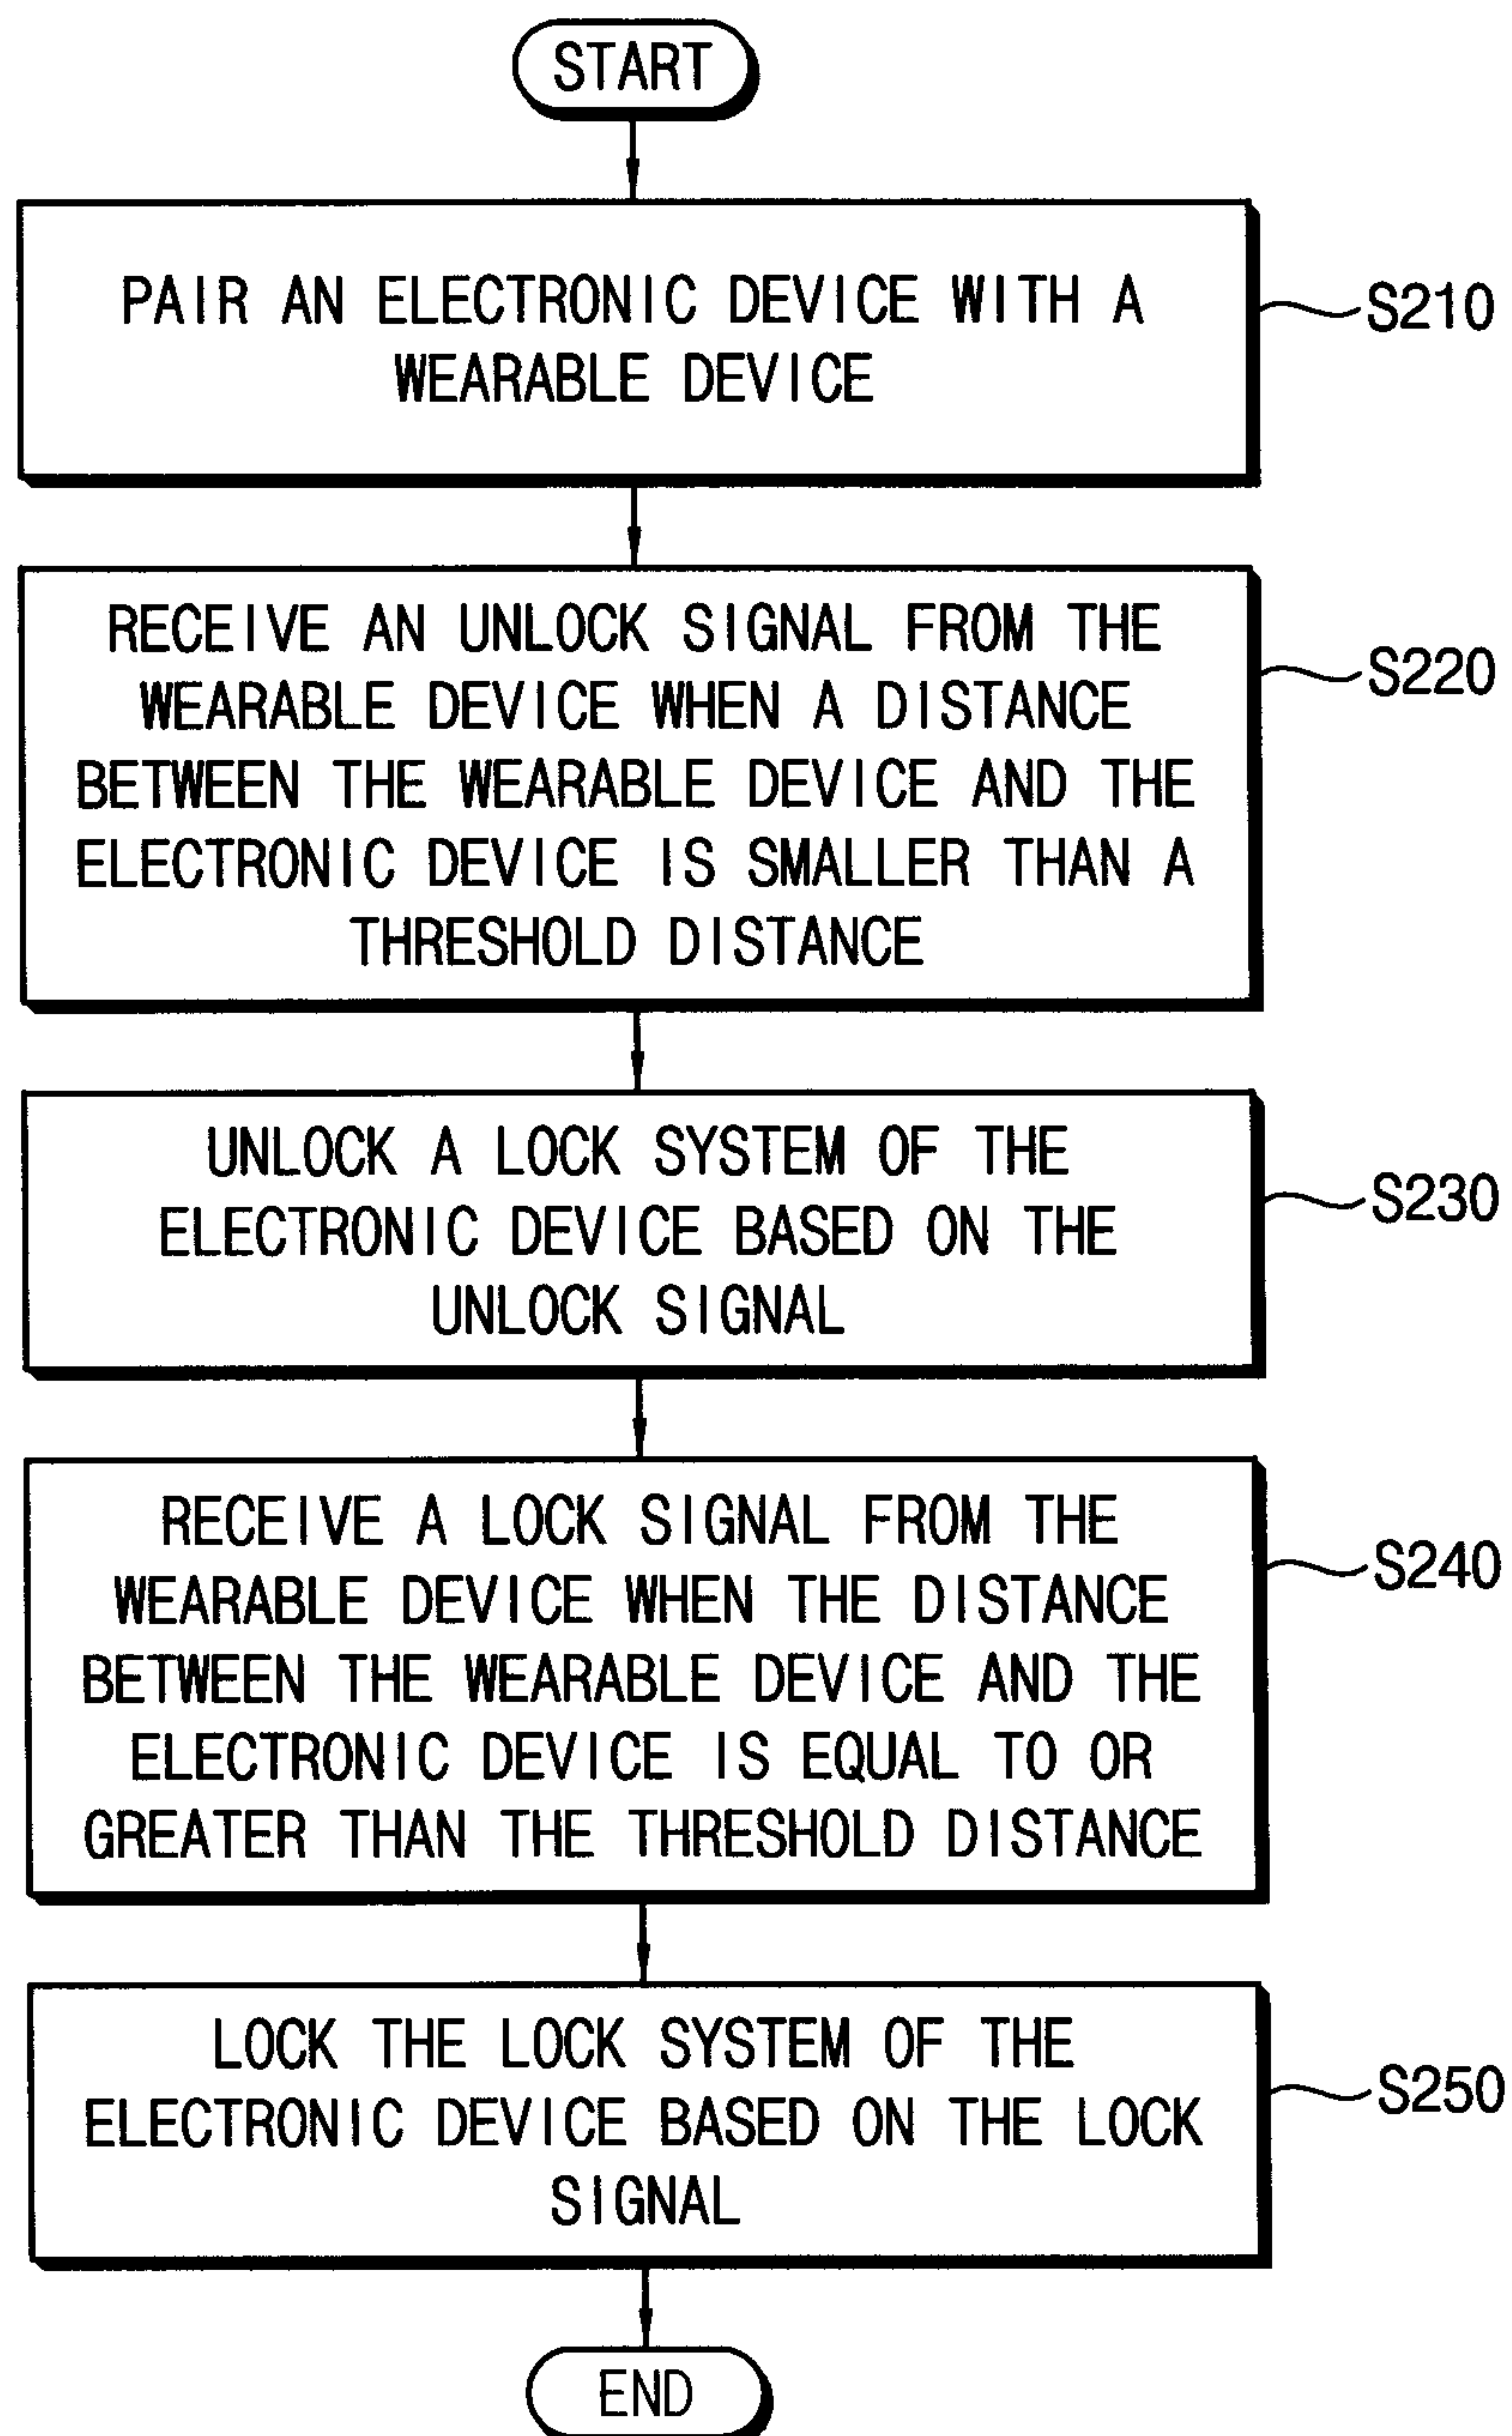 START
PAIR AN ELECTRONIC DEVICE WITH A
WEARABLE DEVICE
S210
RECEIVE AN UNLOCK SIGNAL FROM THE
WEARABLE DEVICE WHEN A DISTANCE
BETWEEN THE WEARABLE DEVICE AND THE
ELECTRONIC DEVICE IS SMALLER THAN A
THRESHOLD DISTANCE
S220
UNLOCK A LOCK SYSTEM OF THE
ELECTRONIC DEVICE BASED ON THE
UNLOCK SIGNAL
S230
RECEIVE A LOCK SIGNAL FROM THE
WEARABLE DEVICE WHEN THE DISTANCE
BETWEEN THE WEARABLE DEVICE AND THE
ELECTRONIC DEVICE IS EQUAL TO OR
GREATER THAN THE THRESHOLD DISTANCE
S240
LOCK THE LOCK SYSTEM OF THE
ELECTRONIC DEVICE BASED ON THE LOCK
SIGNAL
S250
END